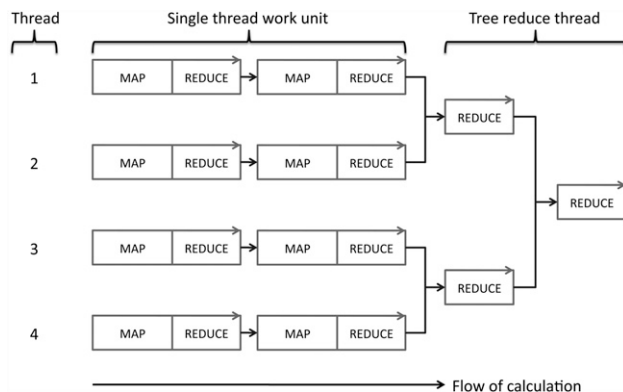 Thread Single thread work unit Tree reduce thread
1 MAP REDUCE MAP REDUCE
REDUCE
2 MAP REDUCE MAP REDUCE
REDUCE
3 MAP REDUCE MAP REDUCE
REDUCE
4 MAP REDUCE MAP REDUCE
Flow of calculation